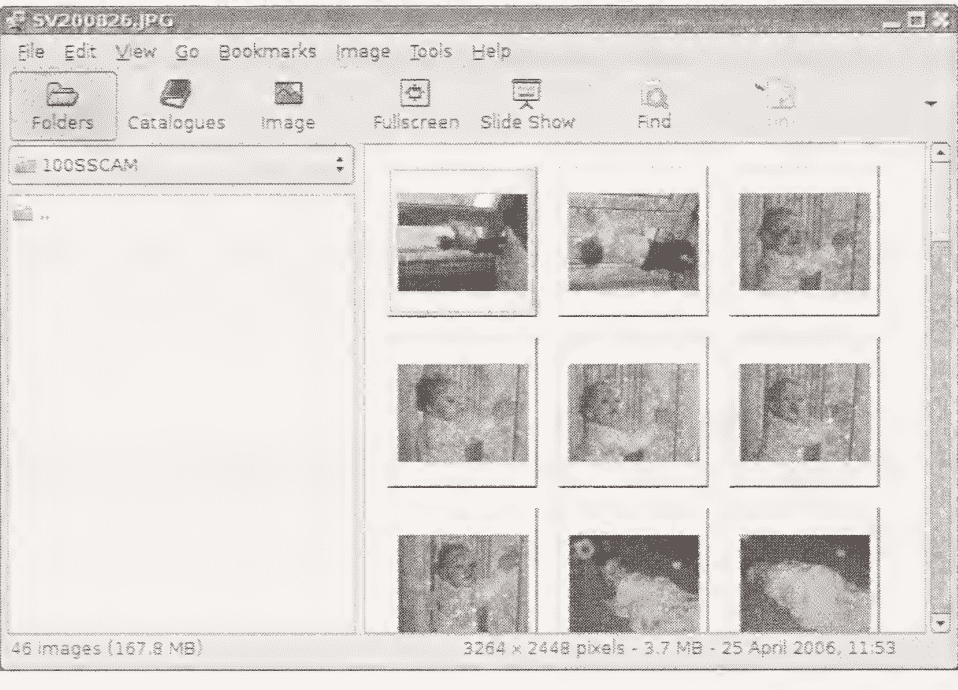 SV200826.JPG
File Edit View Go Bookmarks Image Tools Help
Folders Catalogues Image Fullscreen Slide Show Find
100SSCAM
..
46 images (167.8 MB) 3264 x 2448 pixels - 3.7 MB - 25 April 2006, 11:53